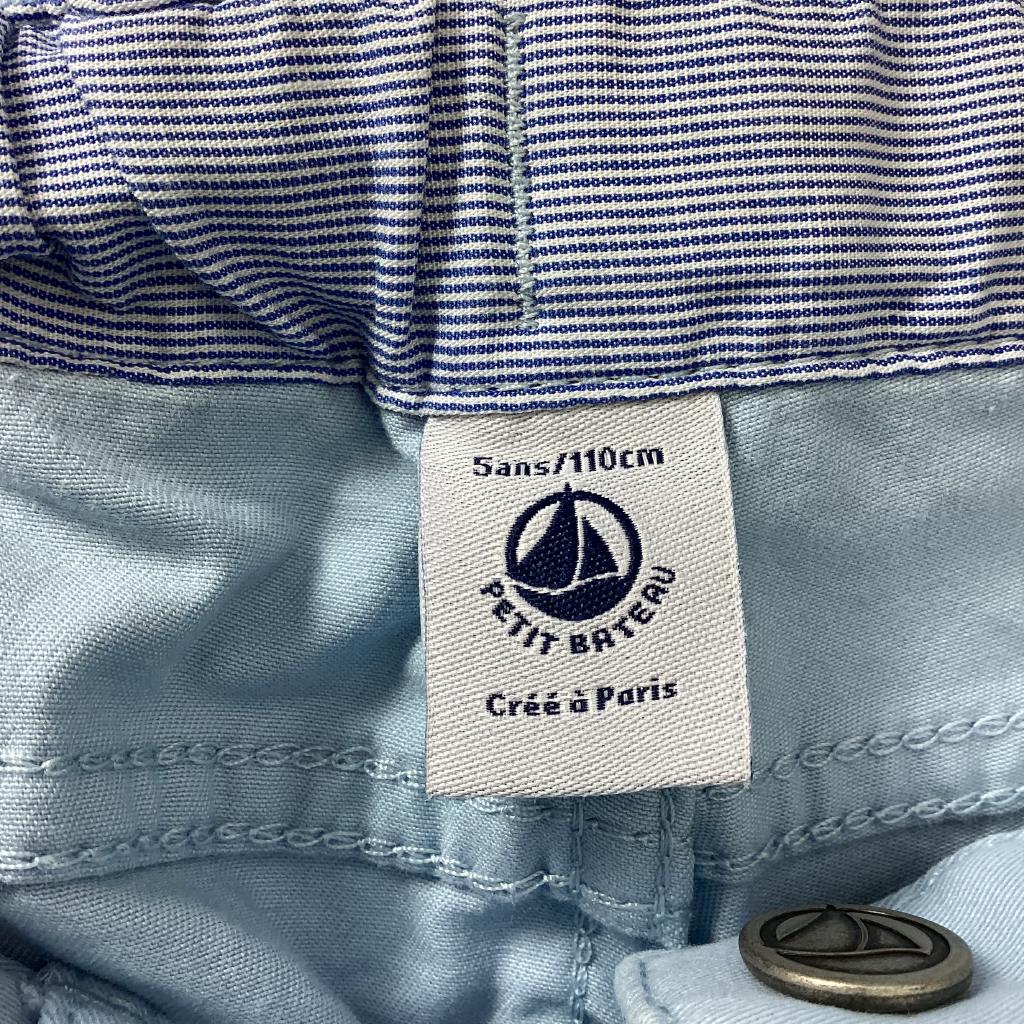 5ans/110cm
PETIT BATEAU
Créé à Paris